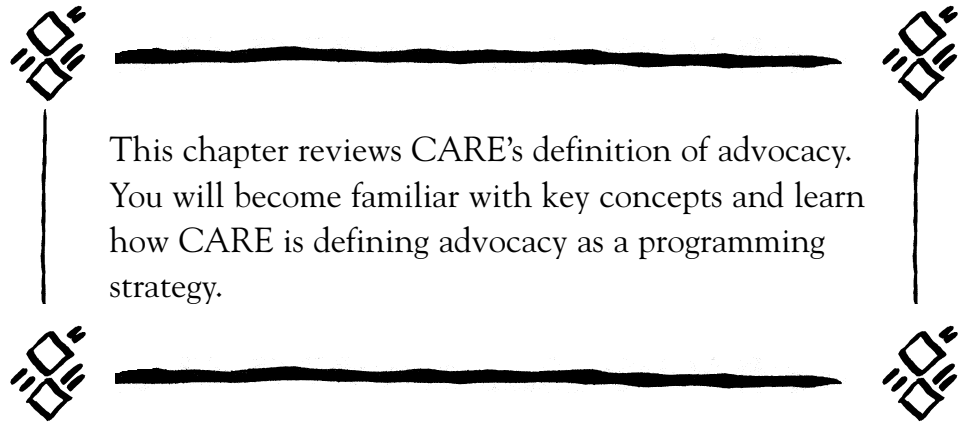 This chapter reviews CARE’s definition of advocacy.
You will become familiar with key concepts and learn
how CARE is defining advocacy as a programming
strategy.